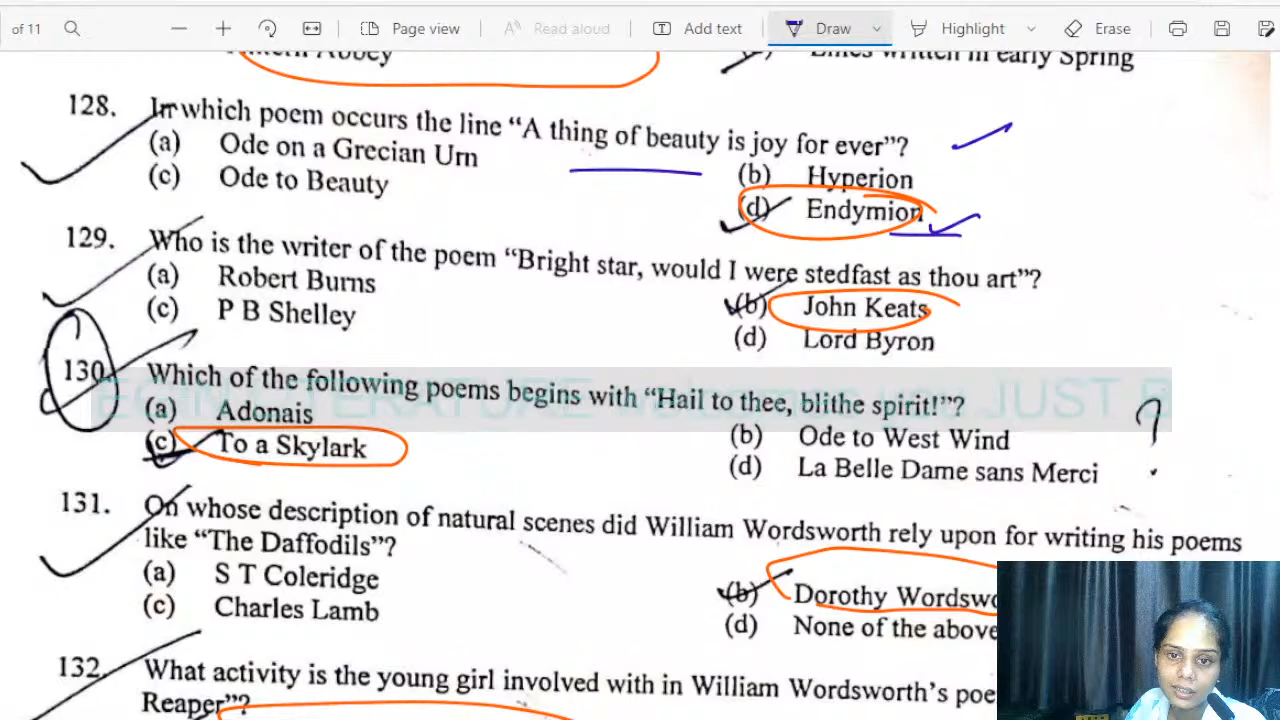 of 11 Page view Read aloud Add text Draw Highlight Erase
Abbey
Lines written in early Spring
128. In which poem occurs the line “A thing of beauty is joy for ever”?
(a) Ode on a Grecian Urn
(b) Hyperion
(c) Ode to Beauty
(d) Endymion
129. Who is the writer of the poem “Bright star, would I were stedfast as thou art”?
(a) Robert Burns
(b) John Keats
(c) P B Shelley
(d) Lord Byron
130. Which of the following poems begins with “Hail to thee, blithe spirit!”?
(a) Adonais
(b) Ode to West Wind
(c) To a Skylark
(d) La Belle Dame sans Merci
?
131. On whose description of natural scenes did William Wordsworth rely upon for writing his poems
like “The Daffodils”?
(a) S T Coleridge
(b) Dorothy Wordswo
(c) Charles Lamb
(d) None of the above
132. What activity is the young girl involved with in William Wordsworth’s poe
Reaper”?
JUST B